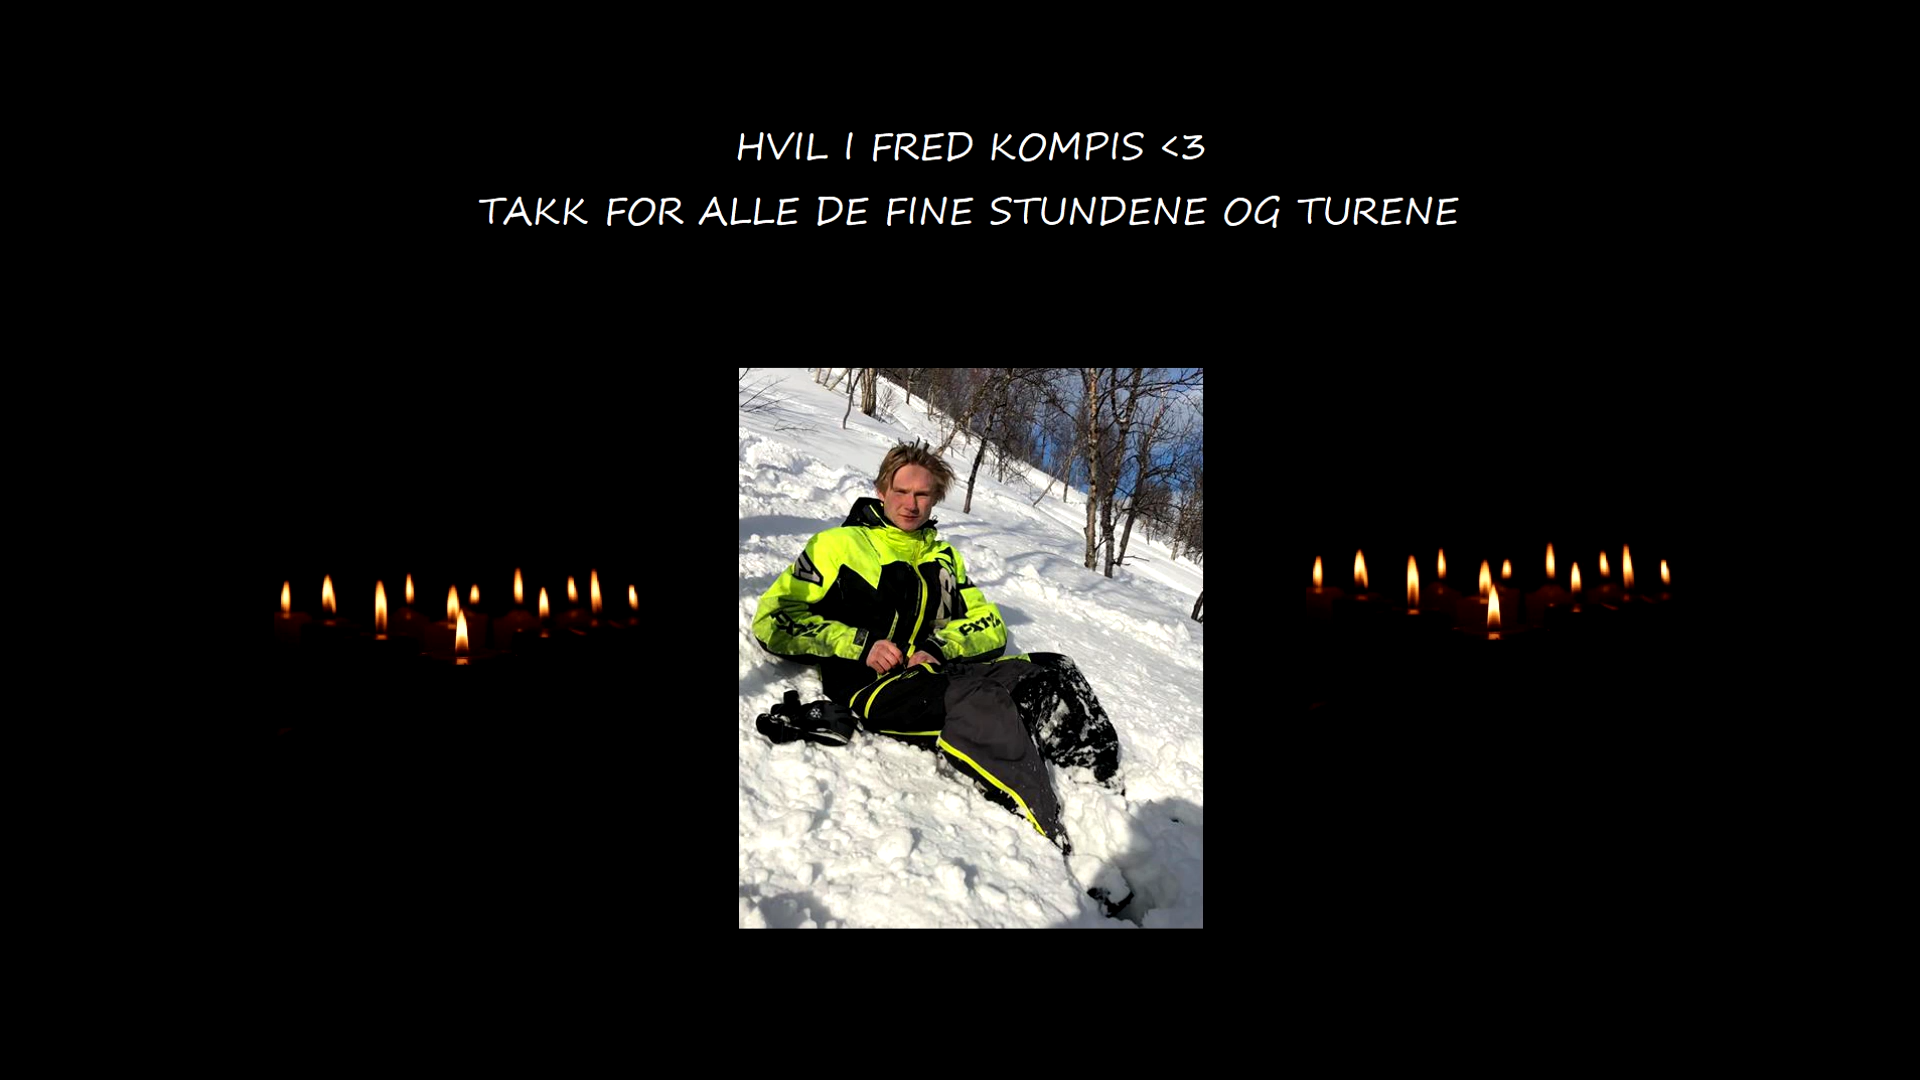 HVIL I FRED KOMPIS <3
TAKK FOR ALLE DE FINE STUNDENE OG TURENE